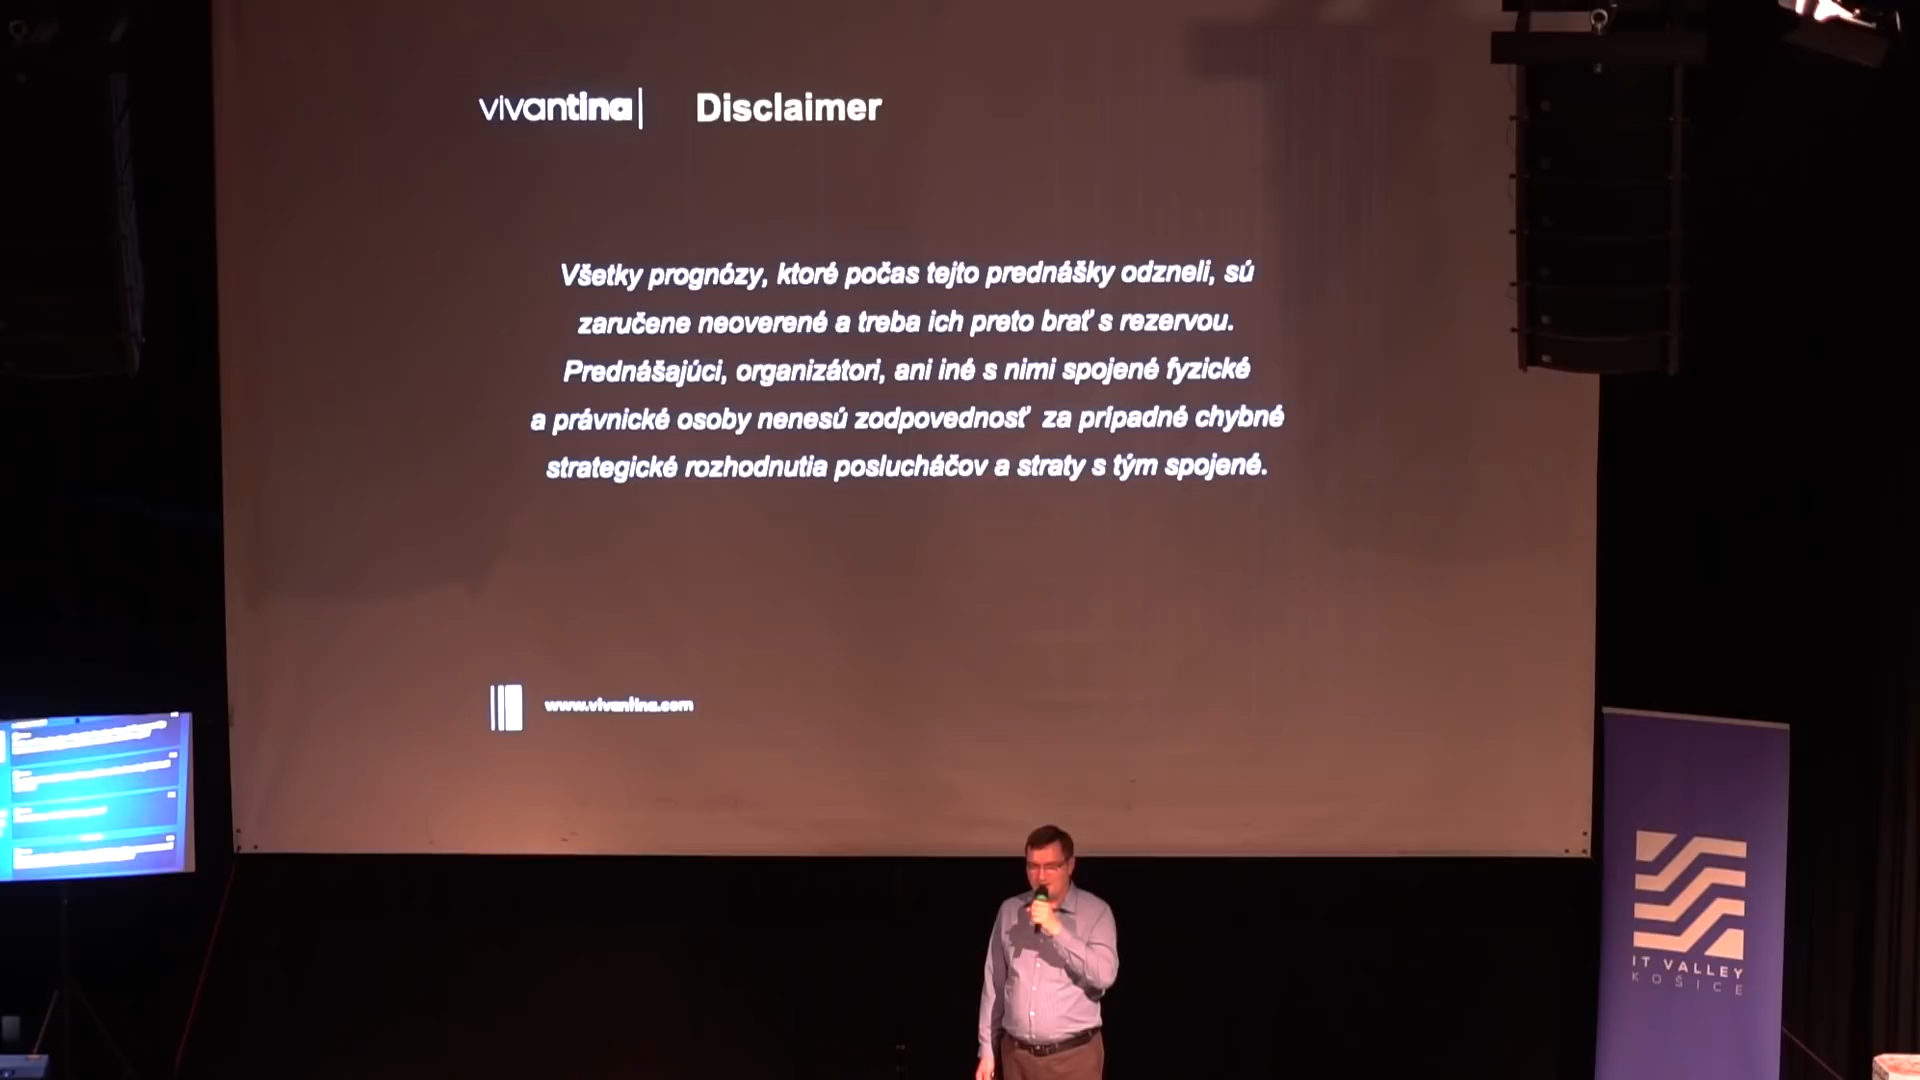 vivantina| Disclaimer
Všetky prognózy, ktoré počas tejto prednášky odzneli, sú
zaručene neoverené a treba ich preto brať s rezervou.
Prednášajúci, organizátori, ani iné s nimi spojené fyzické
a právnické osoby nenesú zodpovednosť za prípadné chybné
strategické rozhodnutia poslucháčov a straty s tým spojené.
www.vivantina.com
IT VALLEY
KOŠICE